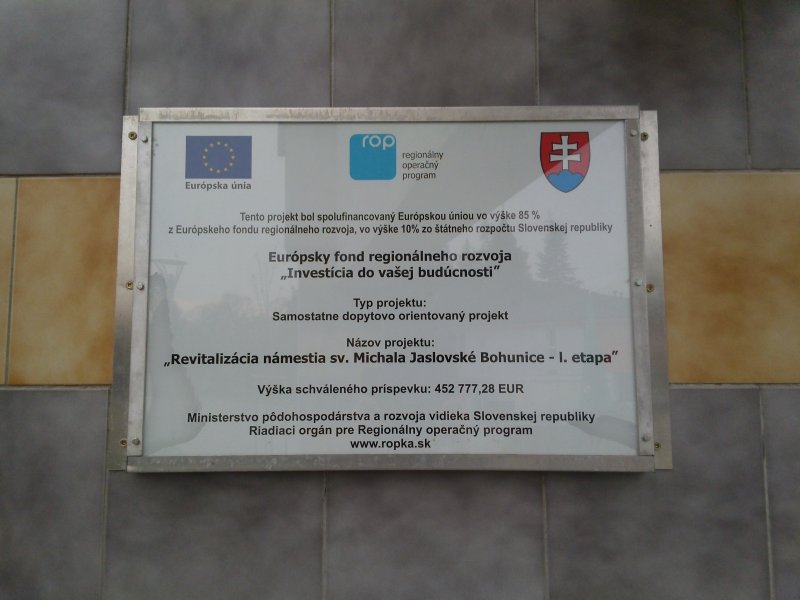 Európska únia
rop
regionálny
operačný
program
Tento projekt bol spolufinancovaný Európskou úniou vo výške 85 %
z Európskeho fondu regionálneho rozvoja, vo výške 10% zo štátneho rozpočtu Slovenskej republiky
Európsky fond regionálneho rozvoja
„Investícia do vašej budúcnosti”
Typ projektu:
Samostatne dopytovo orientovaný projekt
Názov projektu:
„Revitalizácia námestia sv. Michala Jaslovské Bohunice - I. etapa”
Výška schváleného príspevku: 452 777,28 EUR
Ministerstvo pôdohospodárstva a rozvoja vidieka Slovenskej republiky
Riadiaci orgán pre Regionálny operačný program
www.ropka.sk